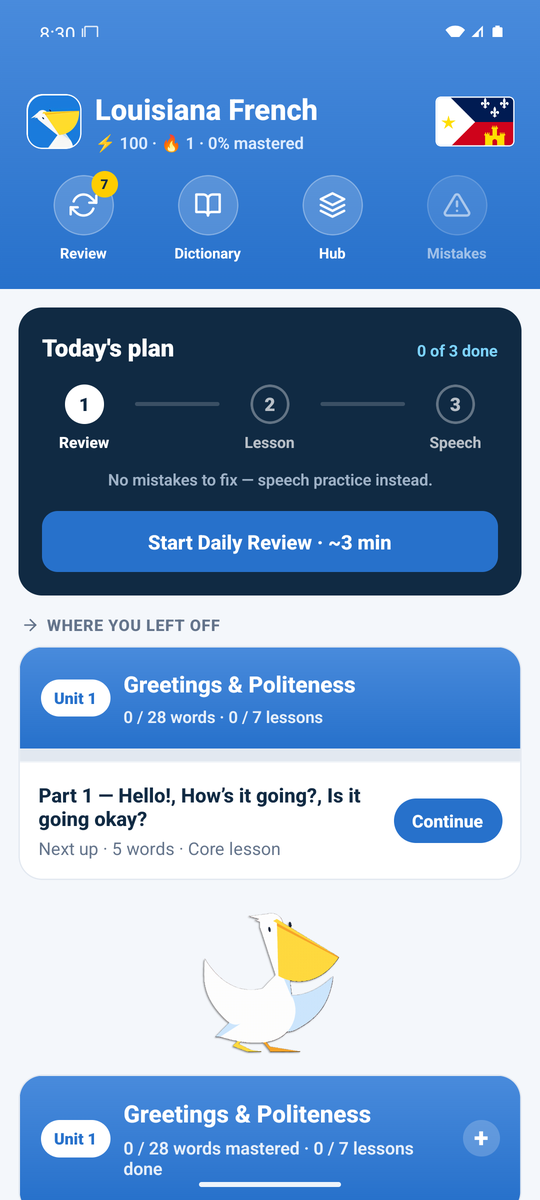 8:30
Louisiana French
⚡ 100 · 🔥 1 · 0% mastered
7
Review
Dictionary
Hub
Mistakes
Today's plan
0 of 3 done
1
2
3
Review
Lesson
Speech
No mistakes to fix — speech practice instead.
Start Daily Review · ~3 min
→ WHERE YOU LEFT OFF
Unit 1
Greetings & Politeness
0 / 28 words · 0 / 7 lessons
Part 1 — Hello!, How’s it going?, Is it
going okay?
Next up · 5 words · Core lesson
Continue
Unit 1
Greetings & Politeness
0 / 28 words mastered · 0 / 7 lessons
done
+